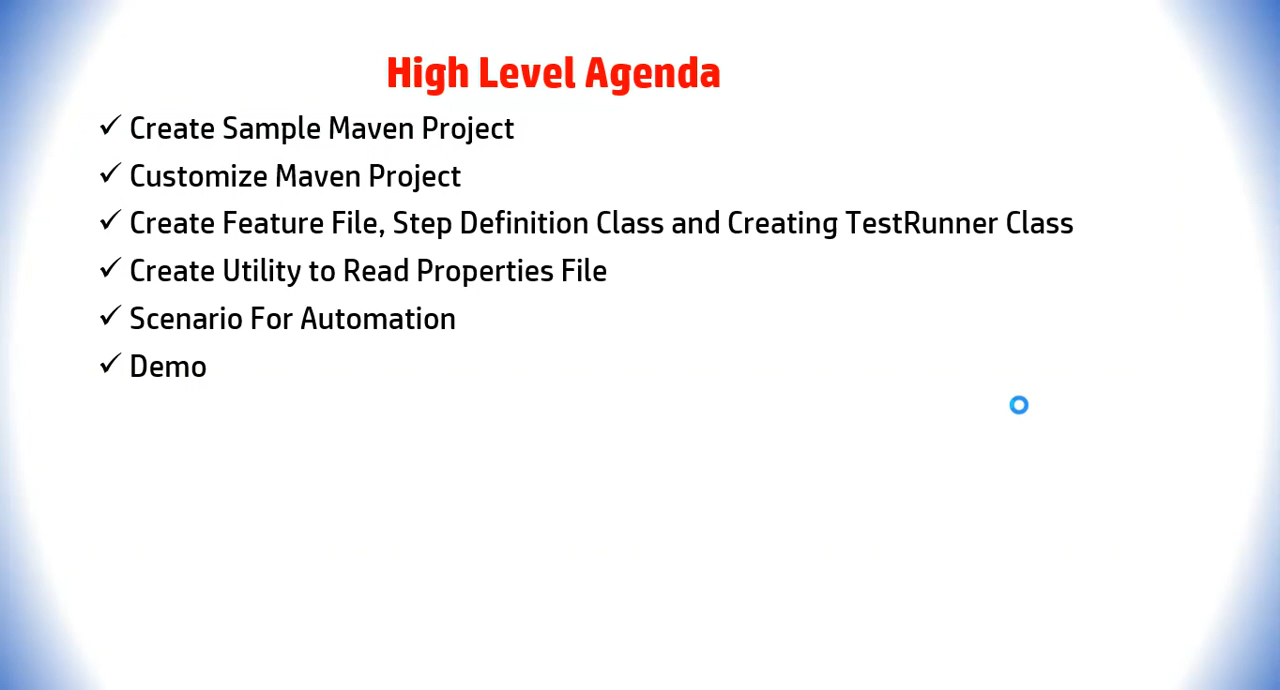 High Level Agenda
✓ Create Sample Maven Project
✓ Customize Maven Project
✓ Create Feature File, Step Definition Class and Creating TestRunner Class
✓ Create Utility to Read Properties File
✓ Scenario For Automation
✓ Demo